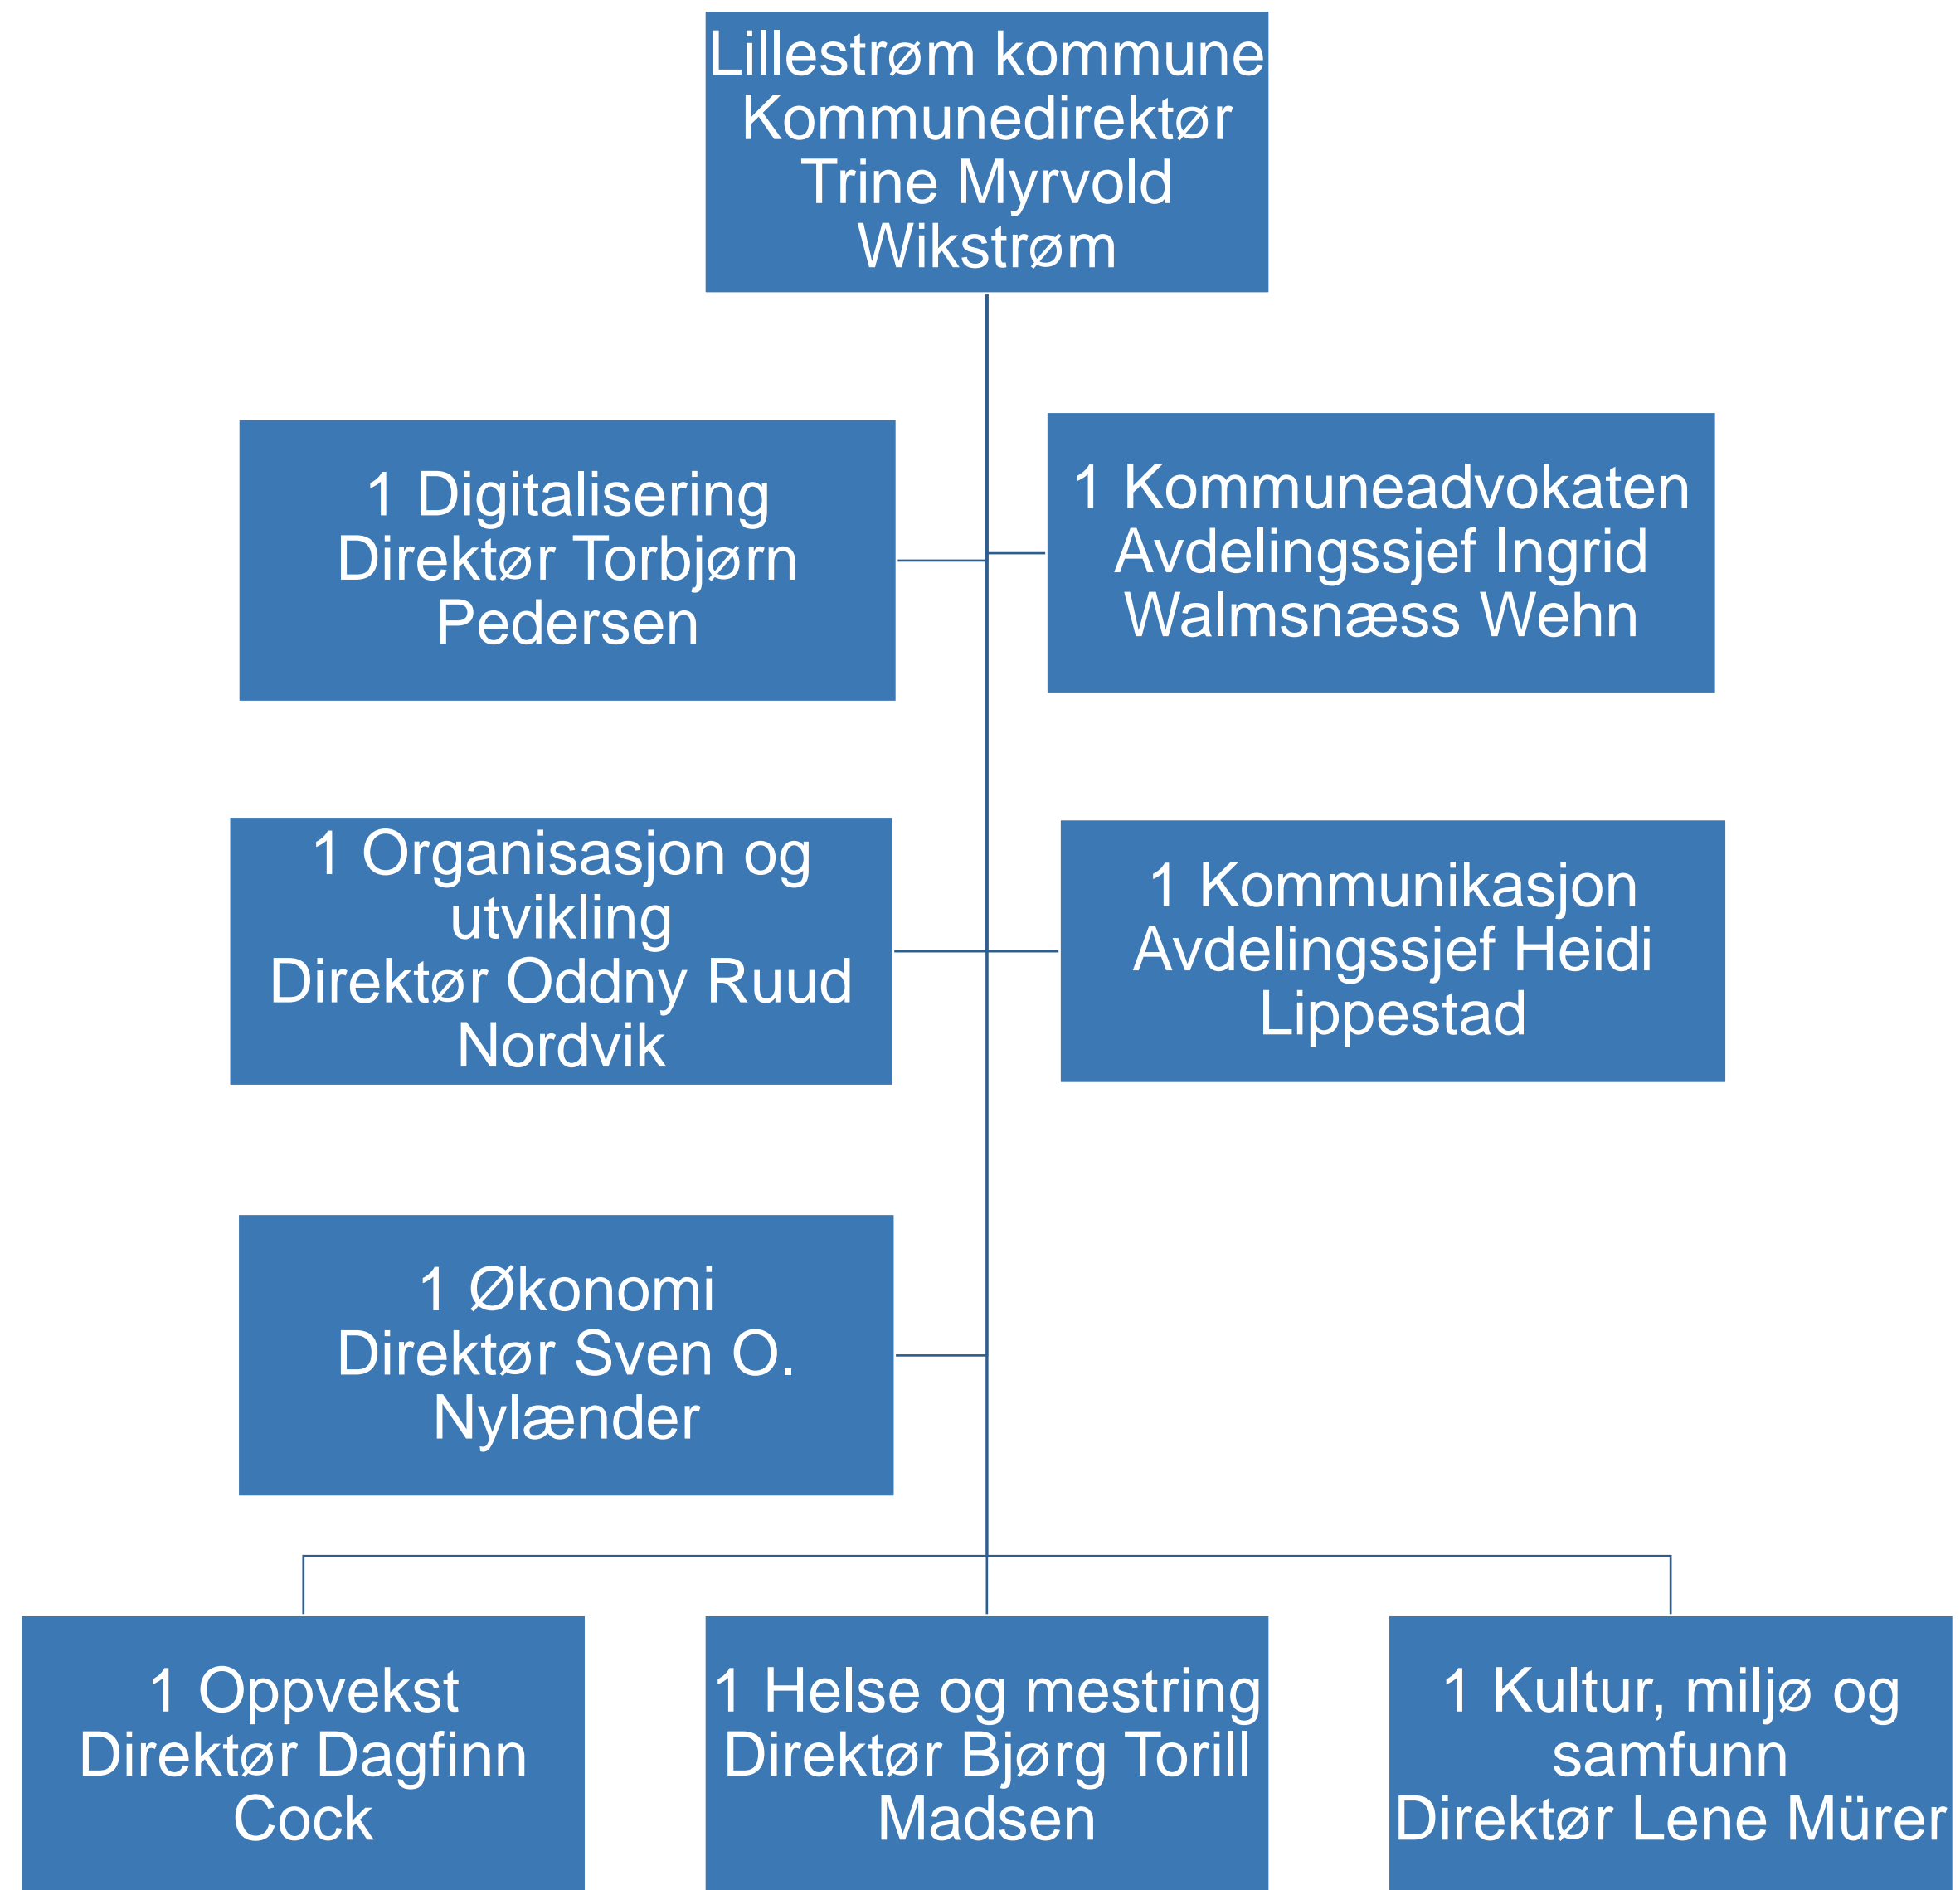 Lillestrøm kommune
Kommunedirektør
Trine Myrvold
Wikstrøm
1 Digitalisering
Direktør Torbjørn
Pedersen
1 Kommuneadvokaten
Avdelingssjef Ingrid
Walmsnæss Wehn
1 Organisasjon og
utvikling
Direktør Oddny Ruud
Nordvik
1 Kommunikasjon
Avdelingssjef Heidi
Lippestad
1 Økonomi
Direktør Sven O.
Nylænder
1 Oppvekst
Direktør Dagfinn
Cock
1 Helse og mesring
Direktør Bjørg Torill
Madsen
1 Kultur, miljø og
samfunn
Direktør Lene Mürer